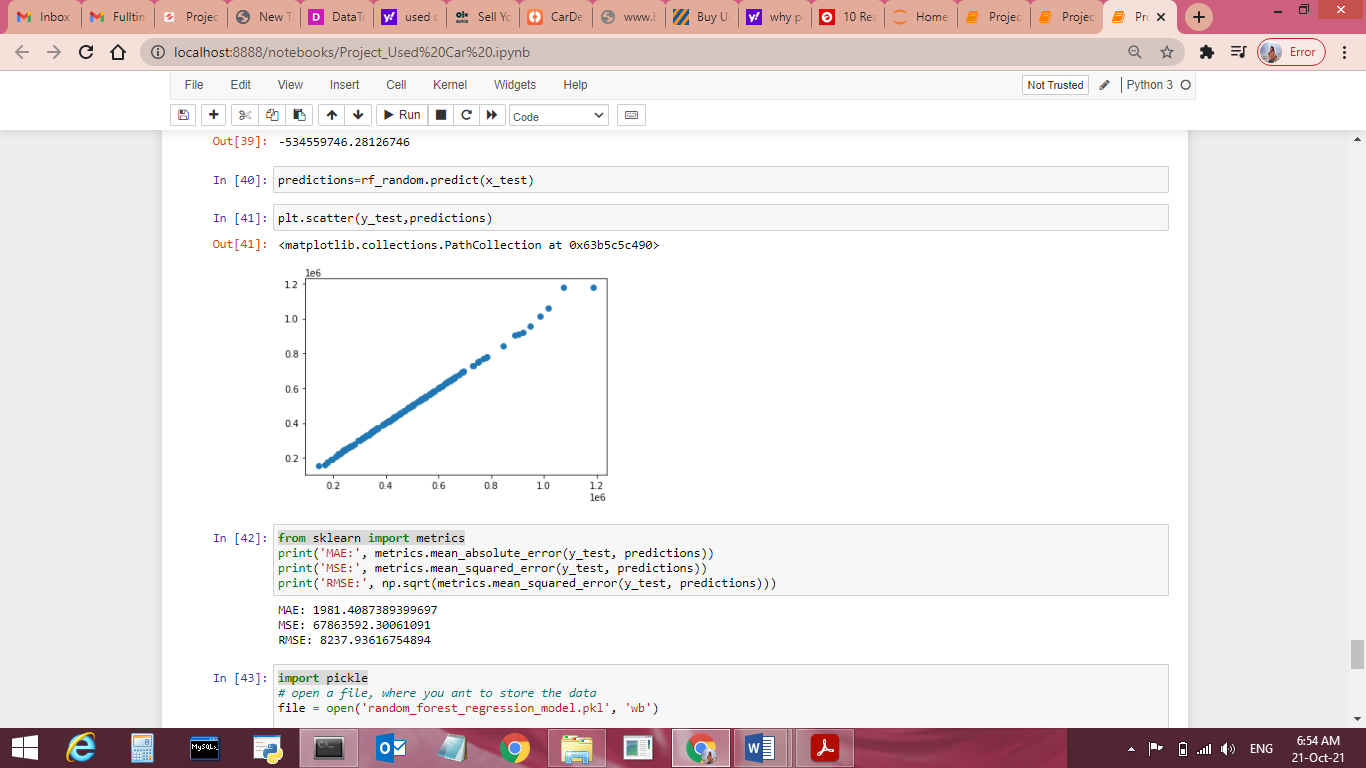 Inbox
Fulltin
Projec
New T
DataTr
used c
Sell Yo
CarDe
www.b
Buy Us
why p
10 Rea
Home
Projec
Projec
Pro
localhost:8888/notebooks/Project_Used%20Car%20.ipynb
Error
File Edit View Insert Cell Kernel Widgets Help
Not Trusted
Python 3
Run
Code
Out[39]: -534559746.28126746
In [40]: predictions=rf_random.predict(x_test)
In [41]: plt.scatter(y_test,predictions)
Out[41]: <matplotlib.collections.PathCollection at 0x63b5c5c490>
1e6
1.2
1.0
0.8
0.6
0.4
0.2
0.2 0.4 0.6 0.8 1.0 1.2
1e6
In [42]: from sklearn import metrics
print('MAE:', metrics.mean_absolute_error(y_test, predictions))
print('MSE:', metrics.mean_squared_error(y_test, predictions))
print('RMSE:', np.sqrt(metrics.mean_squared_error(y_test, predictions)))
MAE: 1981.4087389399697
MSE: 67863592.30061091
RMSE: 8237.93616754894
In [43]: import pickle
# open a file, where you ant to store the data
file = open('random_forest_regression_model.pkl', 'wb')
ENG
6:54 AM
21-Oct-21